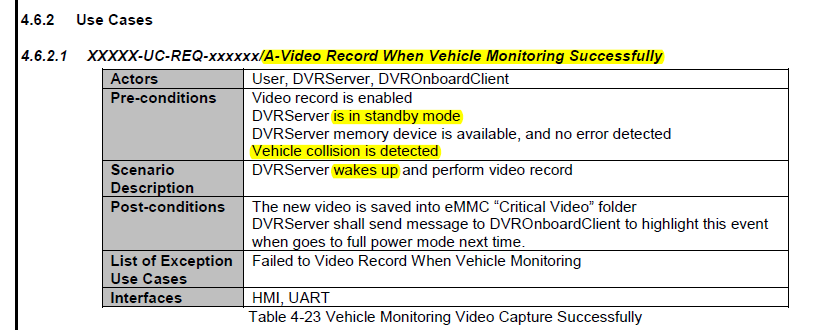 4.6.2 Use Cases
4.6.2.1 XXXXX-UC-REQ-xxxxxx/A-Video Record When Vehicle Monitoring Successfully
Actors User, DVRServer, DVROnboardClient
Pre-conditions Video record is enabled
DVRServer is in standby mode
DVRServer memory device is available, and no error detected
Vehicle collision is detected
Scenario DVRServer wakes up and perform video record
Description
Post-conditions The new video is saved into eMMC “Critical Video” folder
DVRServer shall send message to DVROnboardClient to highlight this event
when goes to full power mode next time.
List of Exception Failed to Video Record When Vehicle Monitoring
Use Cases
Interfaces HMI, UART
Table 4-23 Vehicle Monitoring Video Capture Successfully